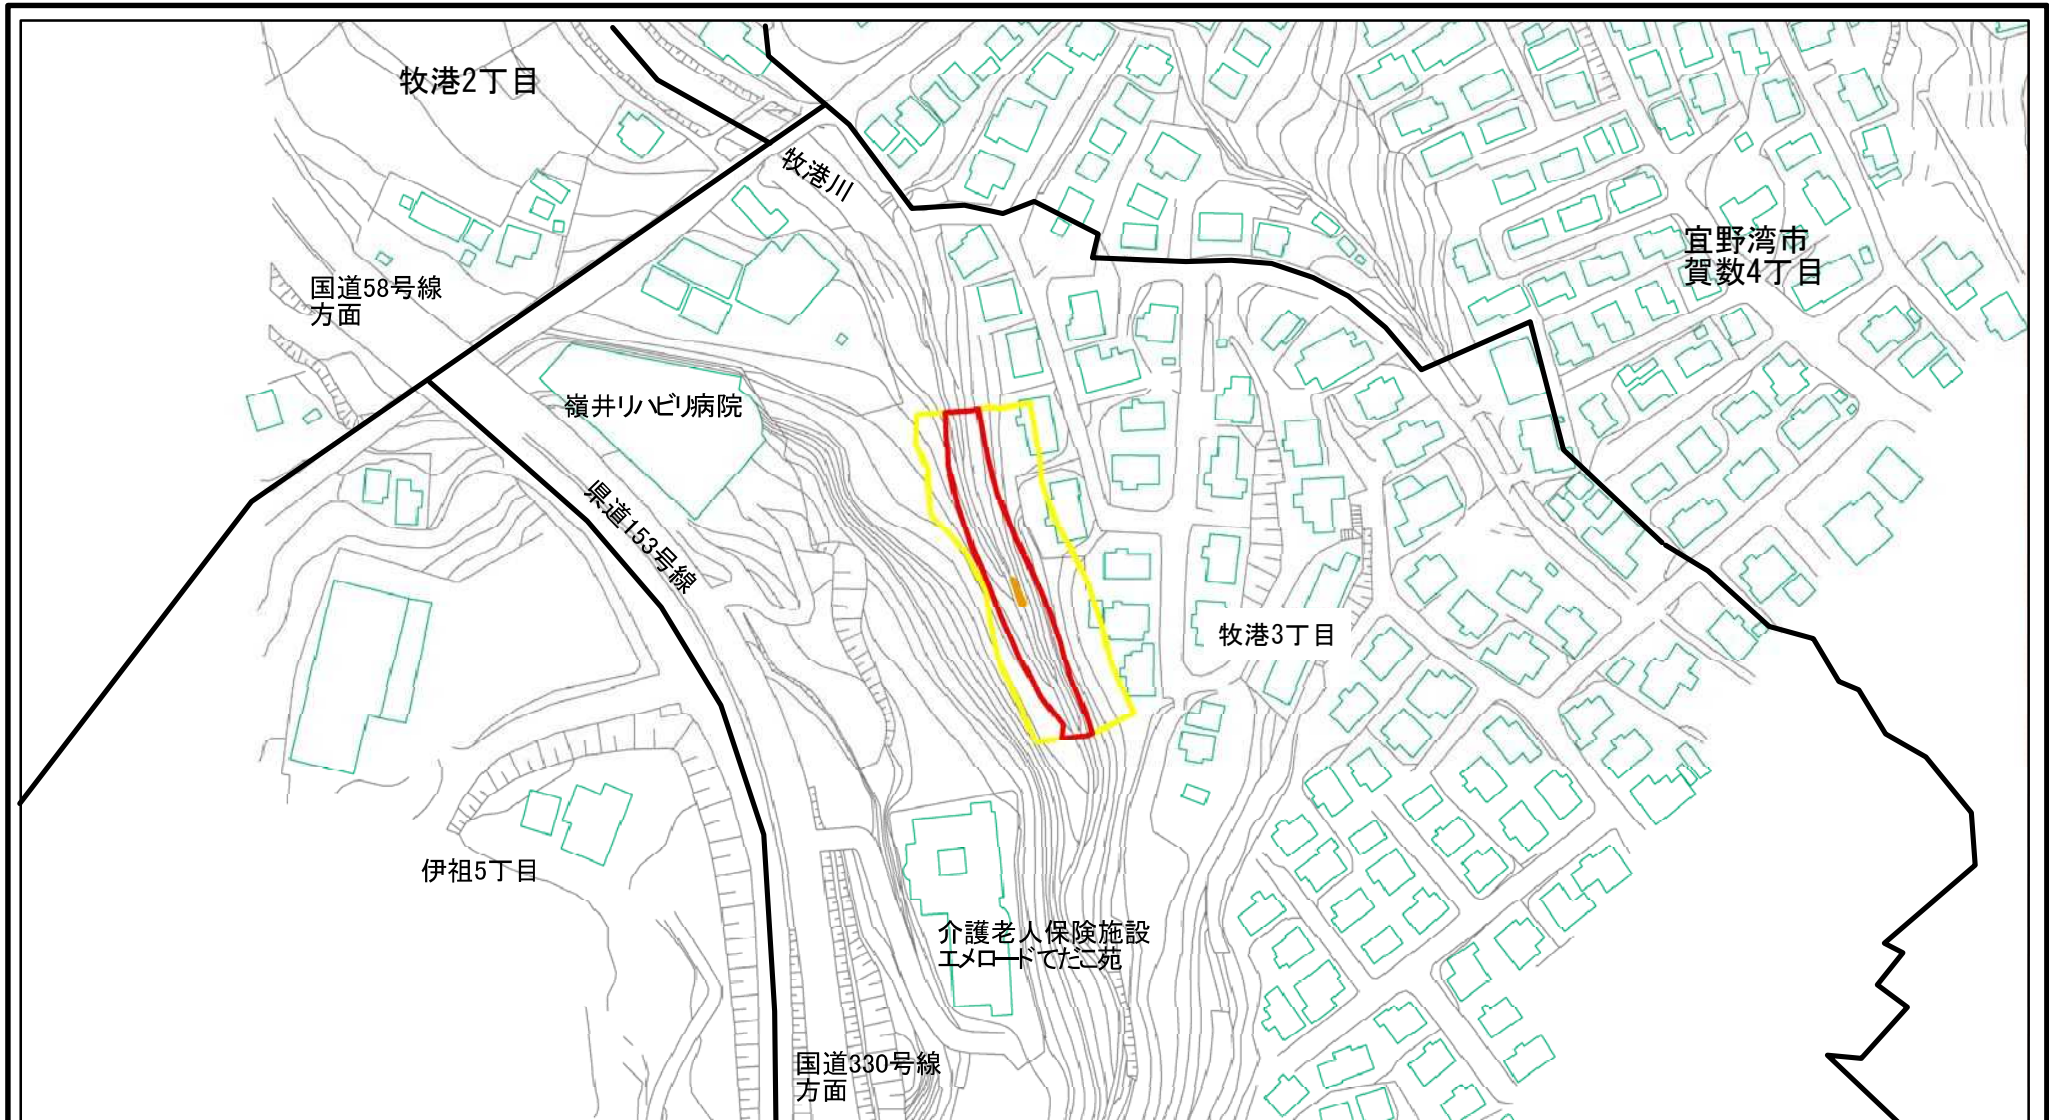 牧港2丁目
牧港川
宜野湾市
賀数4丁目
国道58号線
方面
嶺井リハビリ病院
県道153号線
牧港3丁目
伊祖5丁目
介護老人保険施設
エメロードてだこ苑
国道330号線
方面